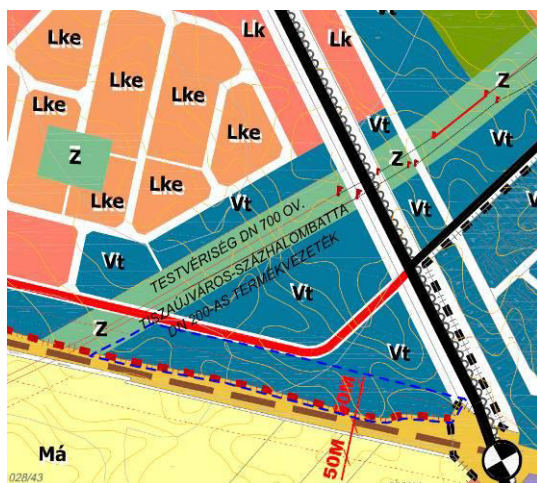 Lke
Lke
Lk
Vt
Lk
Lke
Lke
Lke
Z
Lke
Vt
Vt
Z
Z
Lke
Lke
Vt
Vt
Vt
V
TESTVÉRISÉG DN 700 OV.
TISZAÚJVÁROS-SZÁZHALOMBATTA
DN 200-AS TERMÉKVEZETÉK
Vt
Z
Vt
50M
50M
Má
028/43